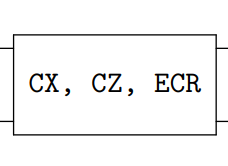 CX, CZ, ECR